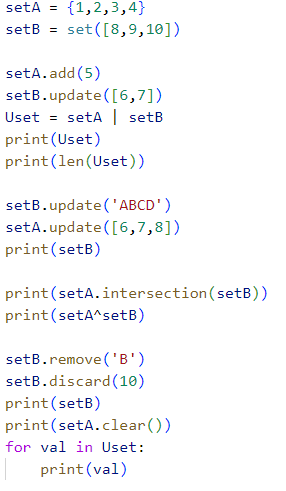 setA = {1,2,3,4}
setB = set([8,9,10])

setA.add(5)
setB.update([6,7])
Uset = setA | setB
print(Uset)
print(len(Uset))

setB.update('ABCD')
setA.update([6,7,8])
print(setB)

print(setA.intersection(setB))
print(setA^setB)

setB.remove('B')
setB.discard(10)
print(setB)
print(setA.clear())
for val in Uset:
    print(val)